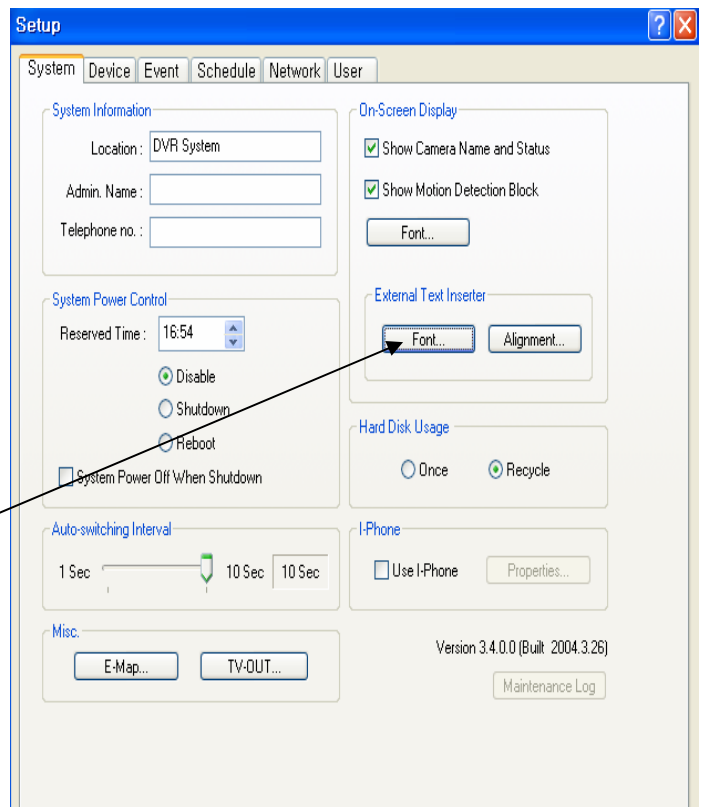 Setup
System Device Event Schedule Network User
System Information
Location : DVR System
Admin. Name :
Telephone no. :
System Power Control
Reserved Time : 16:54
Disable
Shutdown
Reboot
System Power Off When Shutdown
Auto-switching Interval
1 Sec 10 Sec 10 Sec
Misc.
E-Map... TV-OUT...
On-Screen Display
Show Camera Name and Status
Show Motion Detection Block
Font...
External Text Inserter
Font... Alignment...
Hard Disk Usage
Once Recycle
I-Phone
Use I-Phone Properties...
Version 3.4.0.0 (Built 2004.3.26)
Maintenance Log